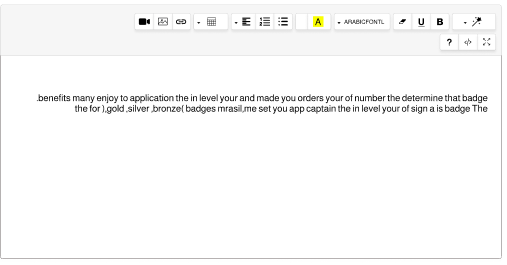 ARABICFONTL
A
U
B
?
</>
.benefits many enjoy to application the in level your and made you orders your of number the determine that badge
the for ),gold ,silver ,bronze( badges mrasil,me set you app captain the in level your of sign a is badge The